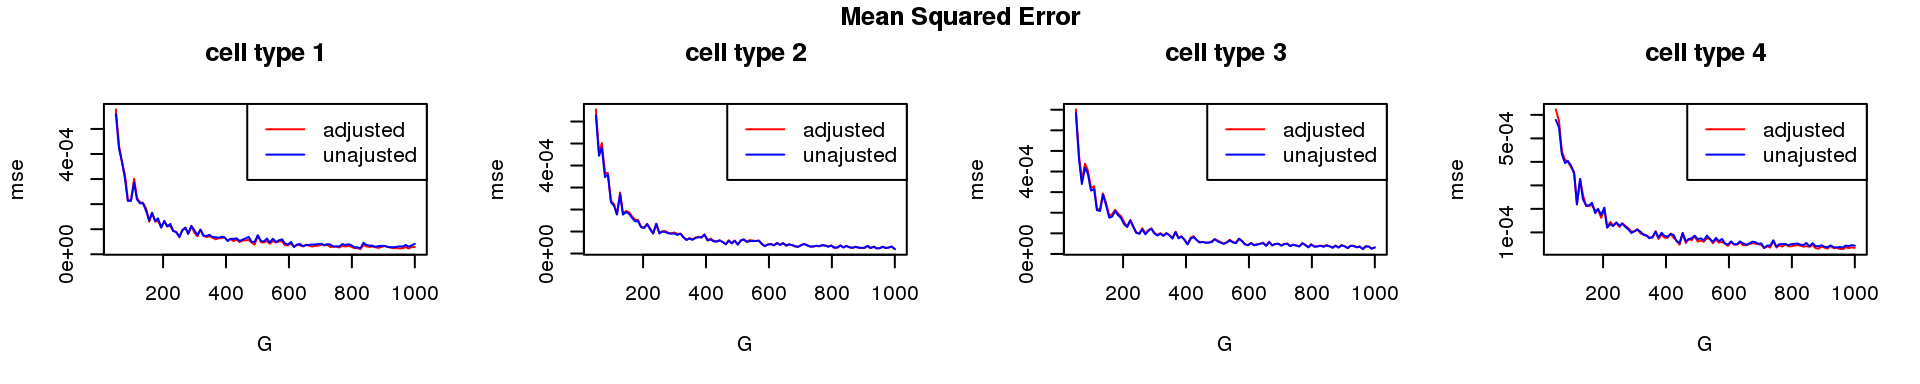 Mean Squared Error
cell type 1
mse
0e+00 4e-04
adjusted
unajusted
200 400 600 800 1000
G
cell type 2
mse
0e+00 4e-04
adjusted
unajusted
200 400 600 800 1000
G
cell type 3
mse
0e+00 4e-04
adjusted
unajusted
200 400 600 800 1000
G
cell type 4
mse
1e-04 5e-04
adjusted
unajusted
200 400 600 800 1000
G